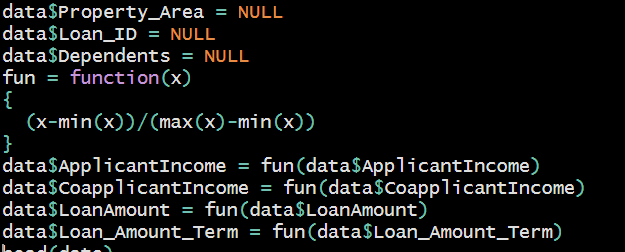 data$Property_Area = NULL
data$Loan_ID = NULL
data$Dependents = NULL
fun = function(x)
{
  (x-min(x))/(max(x)-min(x))
}
data$ApplicantIncome = fun(data$ApplicantIncome)
data$CoapplicantIncome = fun(data$CoapplicantIncome)
data$LoanAmount = fun(data$LoanAmount)
data$Loan_Amount_Term = fun(data$Loan_Amount_Term)
head(data)